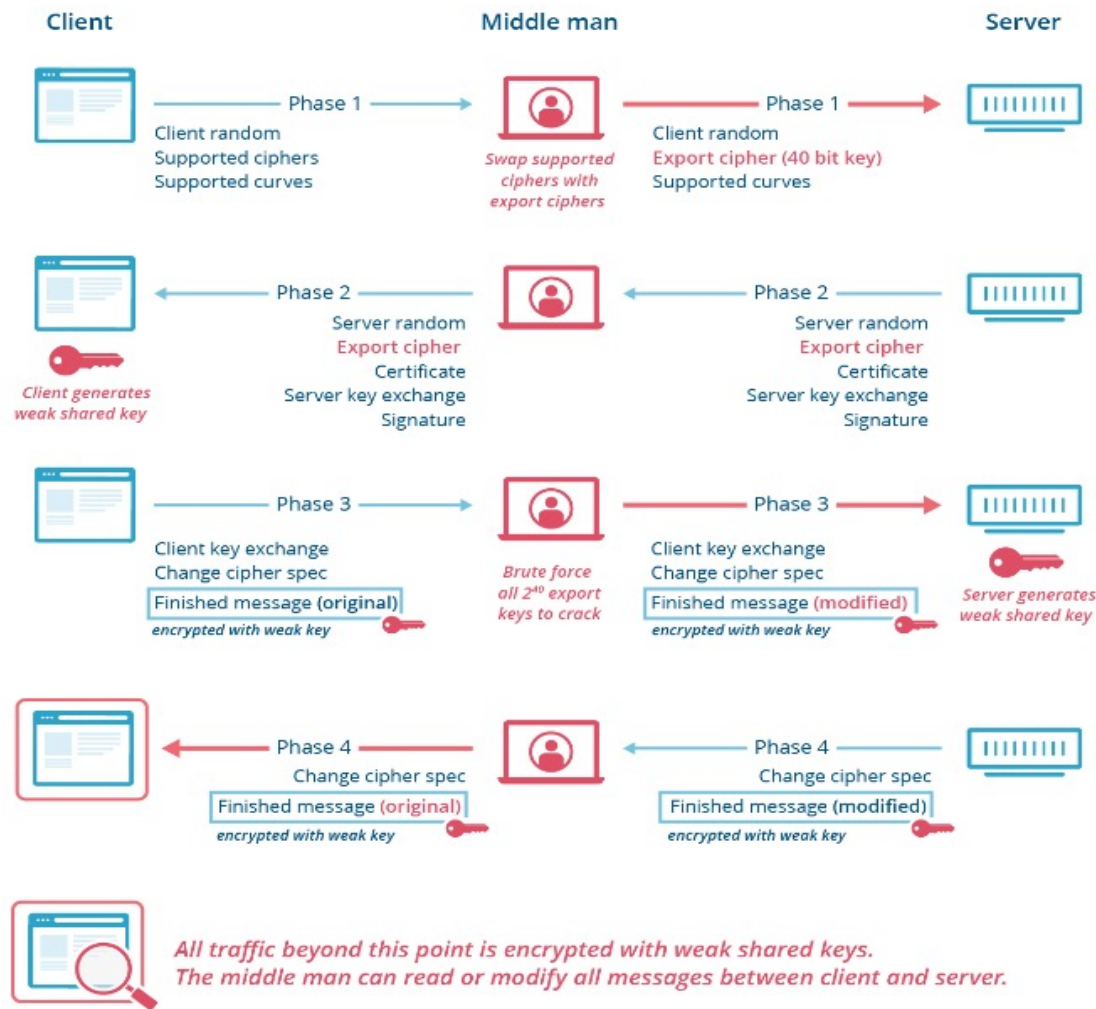 Client
Middle man
Server
Phase 1
Client random
Supported ciphers
Supported curves
Swap supported
ciphers with
export ciphers
Phase 1
Client random
Export cipher (40 bit key)
Supported curves
Phase 2
Server random
Export cipher
Certificate
Server key exchange
Signature
Client generates
weak shared key
Phase 2
Server random
Export cipher
Certificate
Server key exchange
Signature
Phase 3
Client key exchange
Change cipher spec
Finished message (original)
encrypted with weak key
Brute force
all 2⁴⁰ export
keys to crack
Phase 3
Client key exchange
Change cipher spec
Finished message (modified)
encrypted with weak key
Server generates
weak shared key
Phase 4
Change cipher spec
Finished message (original)
encrypted with weak key
Phase 4
Change cipher spec
Finished message (modified)
encrypted with weak key
All traffic beyond this point is encrypted with weak shared keys.
The middle man can read or modify all messages between client and server.